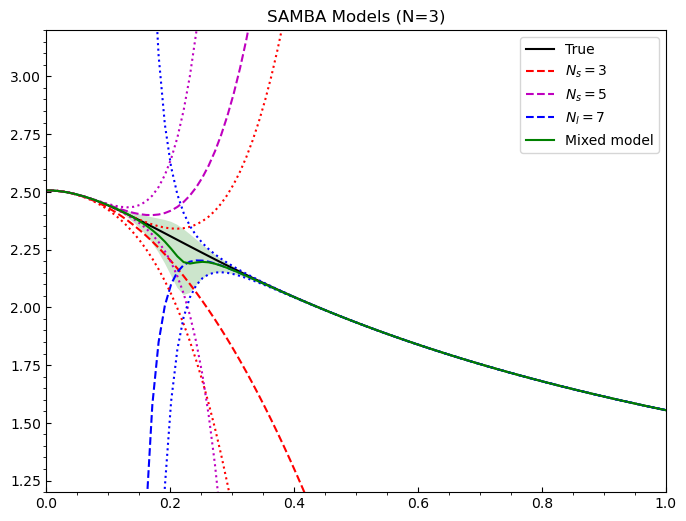 SAMBA Models (N=3)
3.00
2.75
2.50
2.25
2.00
1.75
1.50
1.25
0.0 0.2 0.4 0.6 0.8 1.0
True
N_s = 3
N_s = 5
N_l = 7
Mixed model